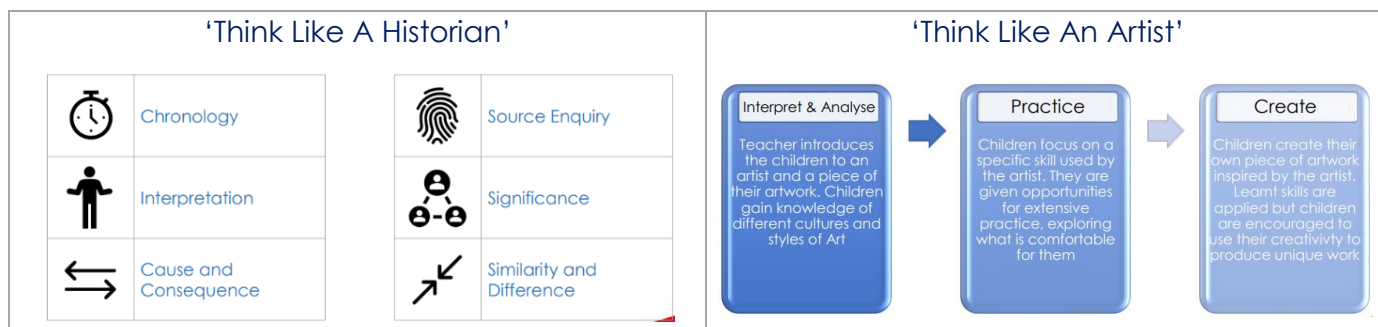 ‘Think Like A Historian’
Chronology
Source Enquiry
Interpretation
Significance
Cause and
Consequence
Similarity and
Difference
‘Think Like An Artist’
Interpret & Analyse
Teacher introduces
the children to an
artist and a piece of
their artwork. Children
gain knowledge of
different cultures and
styles of Art
Practice
Children focus on a
specific skill used by
the artist. They are
given opportunities
for extensive
practice, exploring
what is comfortable
for them
Create
Children create their
own piece of artwork
inspired by the artist.
Learnt skills are
applied but children
are encouraged to
use their creativivty to
produce unique work